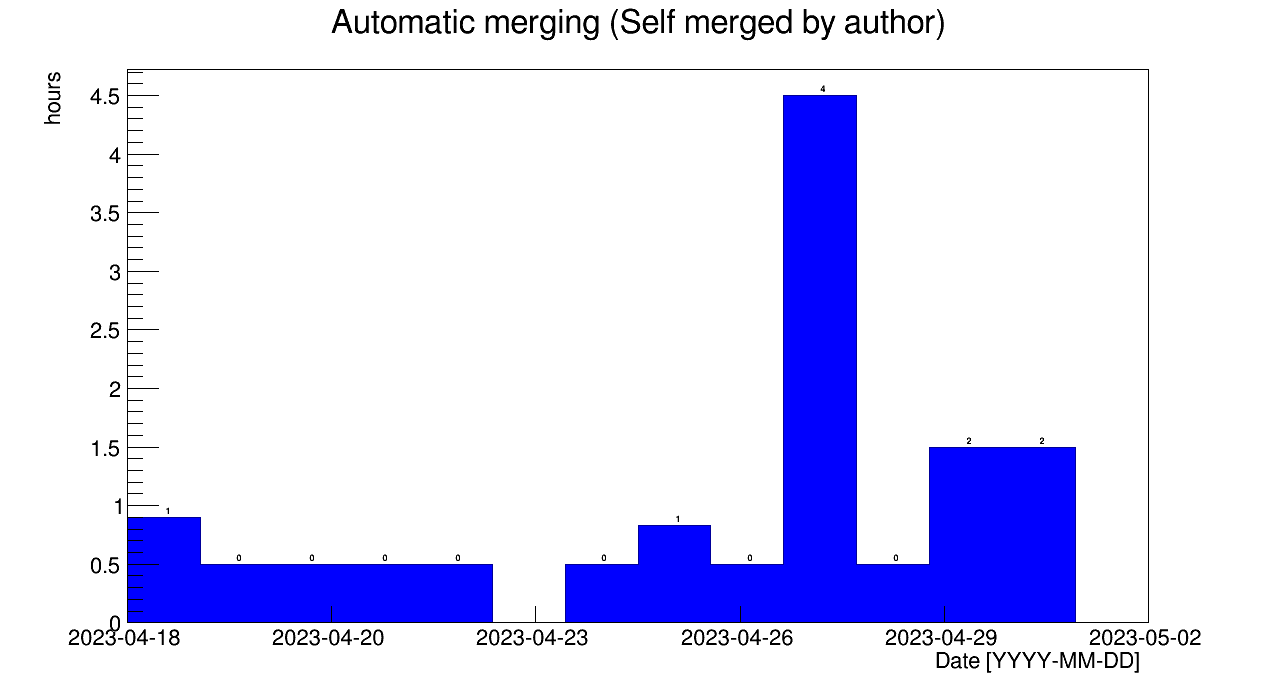 Automatic merging (Self merged by author)
hours
4.5
4
3.5
3
2.5
2
1.5
1
0.5
0
4
2 2
1 1
0 0 0 0 0 0 0
2023-04-18 2023-04-20 2023-04-23 2023-04-26 2023-04-29 2023-05-02
Date [YYYY-MM-DD]